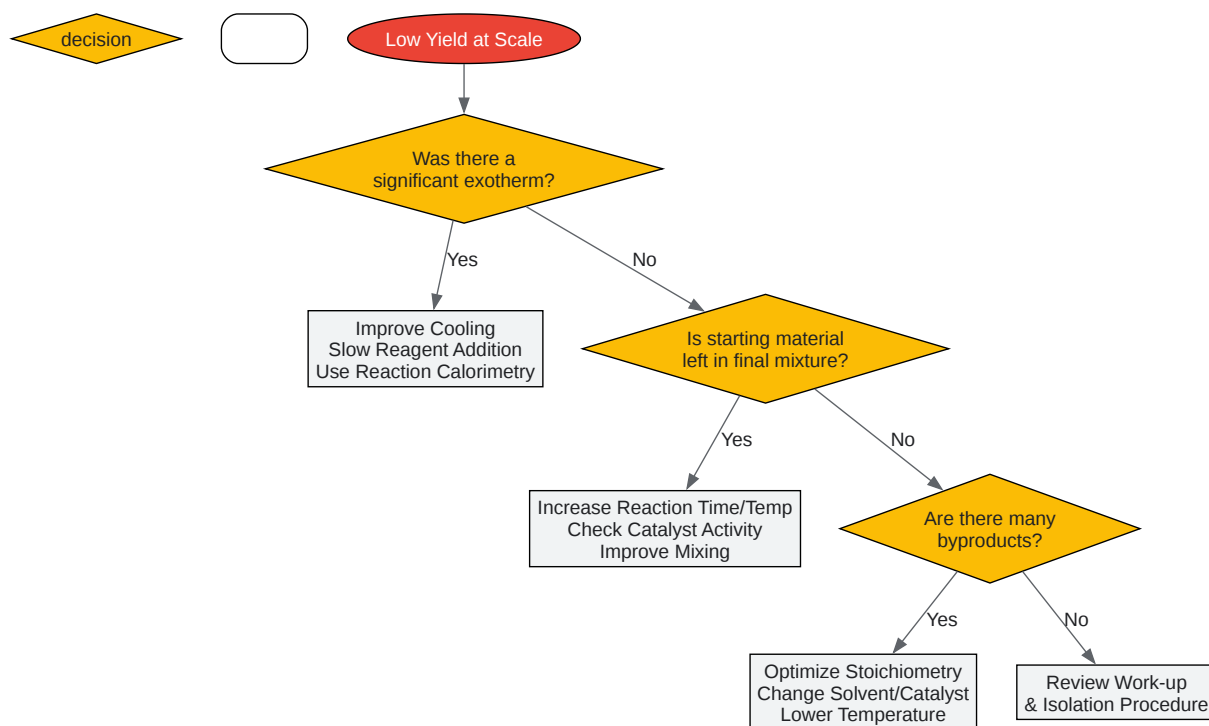 decision
Low Yield at Scale
Was there a
significant exotherm?
Yes
No
Improve Cooling
Slow Reagent Addition
Use Reaction Calorimetry
Is starting material
left in final mixture?
Yes
No
Increase Reaction Time/Temp
Check Catalyst Activity
Improve Mixing
Are there many
byproducts?
Yes
No
Optimize Stoichiometry
Change Solvent/Catalyst
Lower Temperature
Review Work-up
& Isolation Procedure